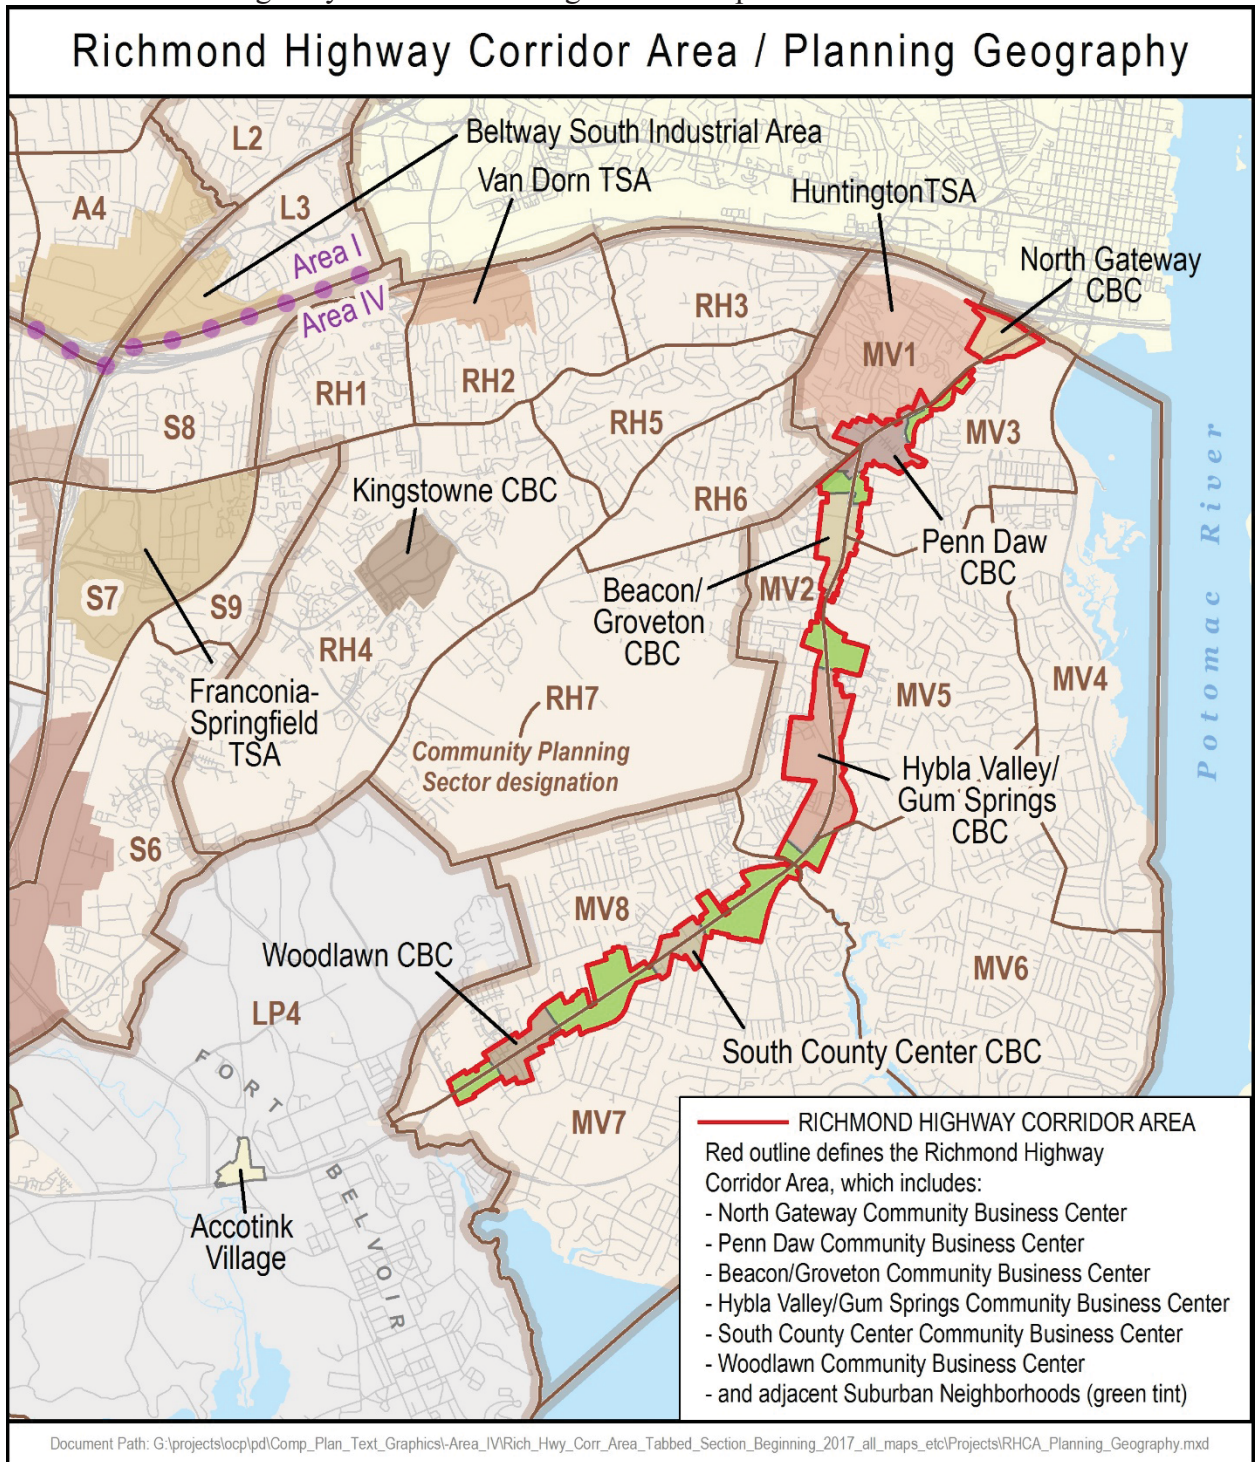 Richmond Highway Corridor Area / Planning Geography
Beltway South Industrial Area
Van Dorn TSA
Huntington TSA
North Gateway
CBC
L2
A4
L3
Area I
Area IV
RH3
MV1
RH1
RH2
S8
RH5
MV3
Kingstowne CBC
RH6
Penn Daw
CBC
Potomac River
S7
S9
Beacon/
Groveton
CBC
MV2
RH4
MV4
MV5
Franconia-
Springfield
TSA
RH7
Community Planning
Sector designation
Hybla Valley/
Gum Springs
CBC
S6
MV8
Woodlawn CBC
MV6
LP4
South County Center CBC
FORT BELVOIR
MV7
Accotink
Village
RICHMOND HIGHWAY CORRIDOR AREA
Red outline defines the Richmond Highway
Corridor Area, which includes:
- North Gateway Community Business Center
- Penn Daw Community Business Center
- Beacon/Groveton Community Business Center
- Hybla Valley/Gum Springs Community Business Center
- South County Center Community Business Center
- Woodlawn Community Business Center
- and adjacent Suburban Neighborhoods (green tint)
Document Path: G:\projects\ocp\pd\Comp_Plan_Text_Graphics\-Area_IV\Rich_Hwy_Corr_Area_Tabbed_Section_Beginning_2017_all_maps_etc\Projects\RHCA_Planning_Geography.mxd